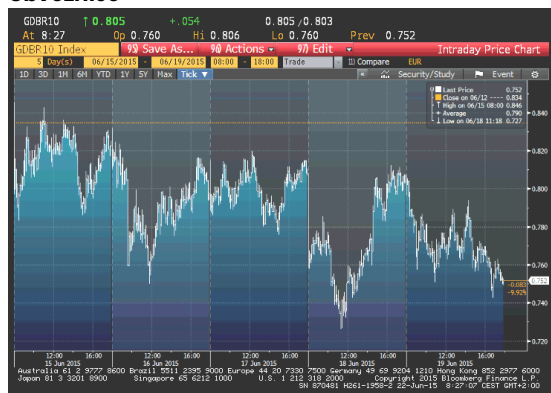 GDBR10 ↑ 0.805 +.054 0.805/0.803
At 8:27 Op 0.760 Hi 0.806 Lo 0.760 Prev 0.752
GDBR10 Index 95) Save As... 96) Actions 97) Edit Intraday Price Chart
5 Day(s) 06/15/2015 - 06/19/2015 08:00 - 18:00 Trade 11) Compare EUR
1D 3D 1M 6M YTD 1Y 5Y Max Tick ▼ « Security/Study Event
Last Price 0.752
Close on 06/12 ---- 0.834
High on 06/15 08:00 0.846
Average 0.790
Low on 06/18 11:18 0.727
0.840
0.820
0.800
0.780
0.760
0.752
-0.083
-9.92%
0.740
0.720
12:00 16:00 12:00 16:00 12:00 16:00 12:00 16:00 12:00 16:00
15 Jun 2015 16 Jun 2015 17 Jun 2015 18 Jun 2015 19 Jun 2015
Australia 61 2 9777 8600 Brazil 5511 2395 9000 Europe 44 20 7330 7500 Germany 49 69 9204 1210 Hong Kong 852 2977 6000
Japan 81 3 3201 8900 Singapore 65 6212 1000 U.S. 1 212 318 2000 Copyright 2015 Bloomberg Finance L.P.
SN 870481 H261-1958-2 22-Jun-15 8:27:07 CEST GMT+2:00